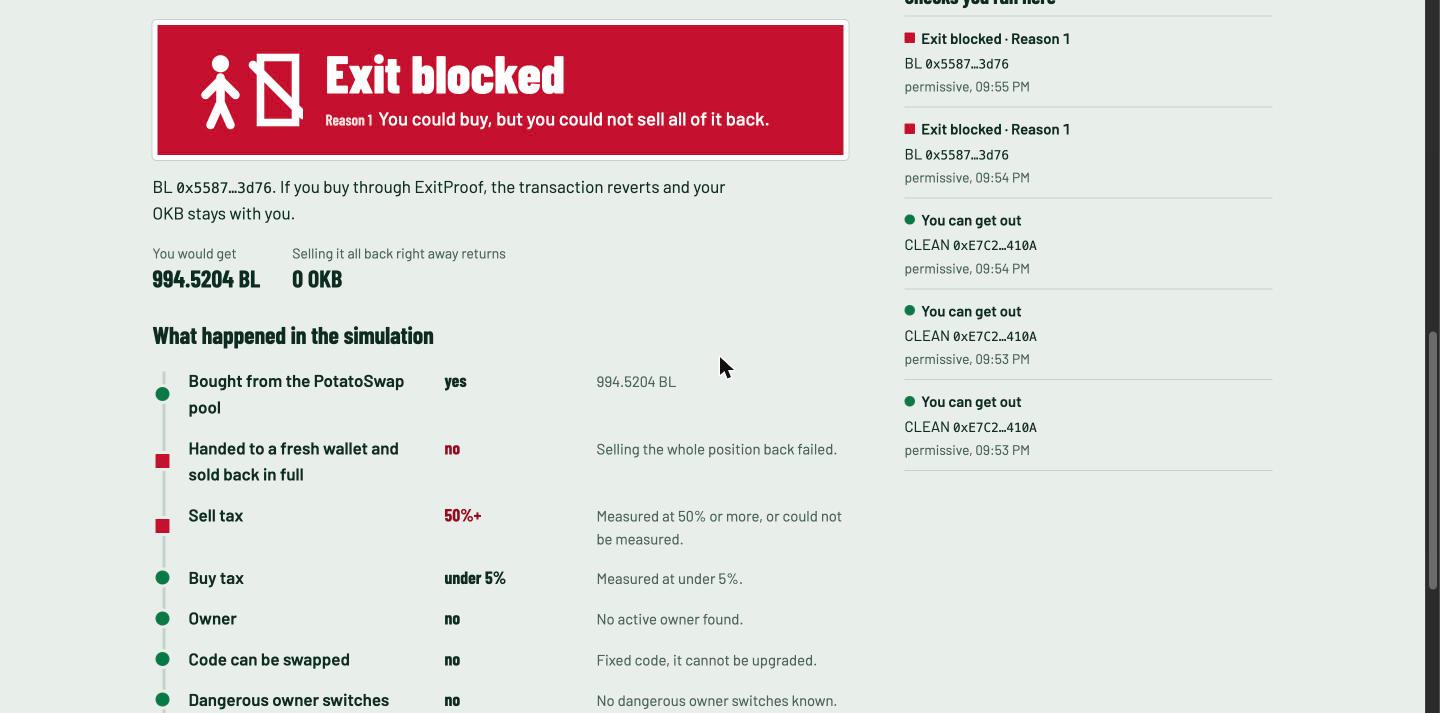 Exit blocked
Reason 1 You could buy, but you could not sell all of it back.
BL 0x5587…3d76. If you buy through ExitProof, the transaction reverts and your
OKB stays with you.
You would get
994.5204 BL
Selling it all back right away returns
0 OKB
What happened in the simulation
Bought from the PotatoSwap
pool
yes
994.5204 BL
Handed to a fresh wallet and
sold back in full
no
Selling the whole position back failed.
Sell tax
50%+
Measured at 50% or more, or could not
be measured.
Buy tax
under 5%
Measured at under 5%.
Owner
no
No active owner found.
Code can be swapped
no
Fixed code, it cannot be upgraded.
Dangerous owner switches
no
No dangerous owner switches known.
Checks you ran here
Exit blocked · Reason 1
BL 0x5587…3d76
permissive, 09:55 PM
Exit blocked · Reason 1
BL 0x5587…3d76
permissive, 09:54 PM
You can get out
CLEAN 0xE7C2…410A
permissive, 09:54 PM
You can get out
CLEAN 0xE7C2…410A
permissive, 09:53 PM
You can get out
CLEAN 0xE7C2…410A
permissive, 09:53 PM